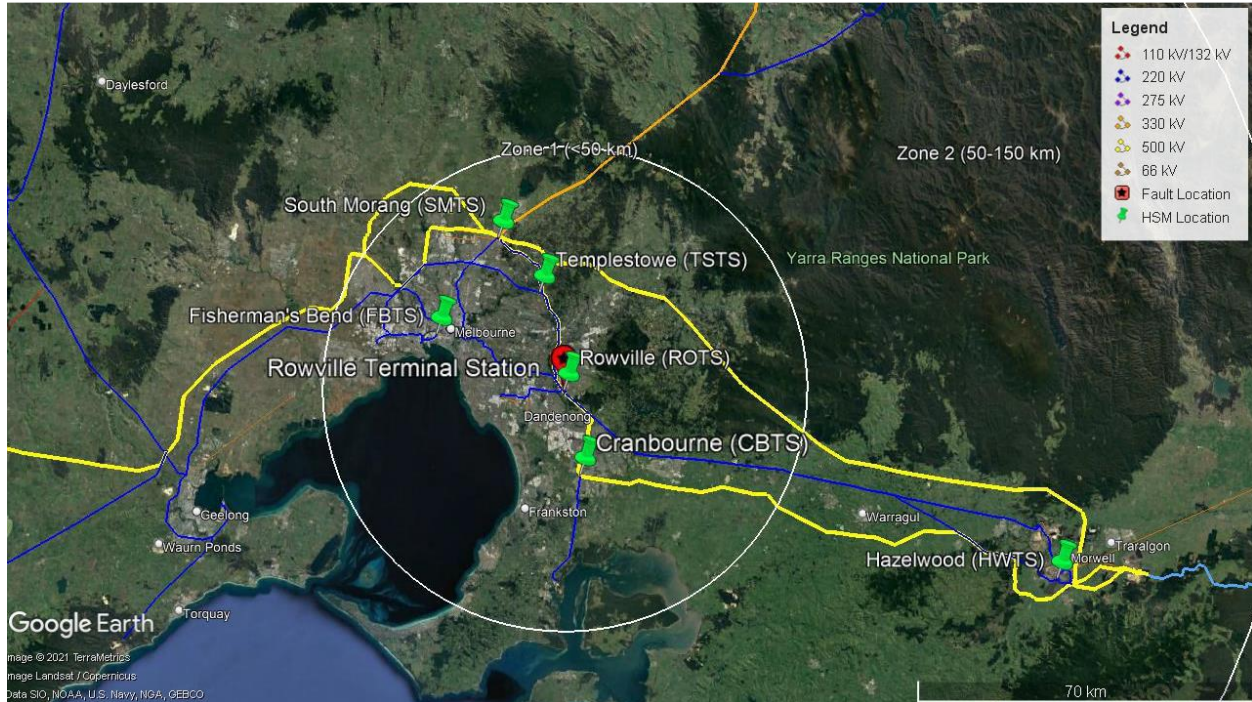 Legend
110 kV/132 kV
220 kV
275 kV
330 kV
500 kV
66 kV
Fault Location
HSM Location
Daylesford
Zone 1 (<50 km)
Zone 2 (50-150 km)
South Morang (SMTS)
Templestowe (TSTS)
Yarra Ranges National Park
Fisherman's Bend (FBTS)
Melbourne
Rowville (ROTS)
Rowville Terminal Station
Dandenong
Cranbourne (CBTS)
Geelong
Frankston
Warragul
Waurn Ponds
Hazelwood (HWTS)
Morwell
Traralgon
Torquay
Google Earth
mage © 2021 TerraMetrics
mage Landsat / Copernicus
Data SIO, NOAA, U.S. Navy, NGA, GEBCO
70 km